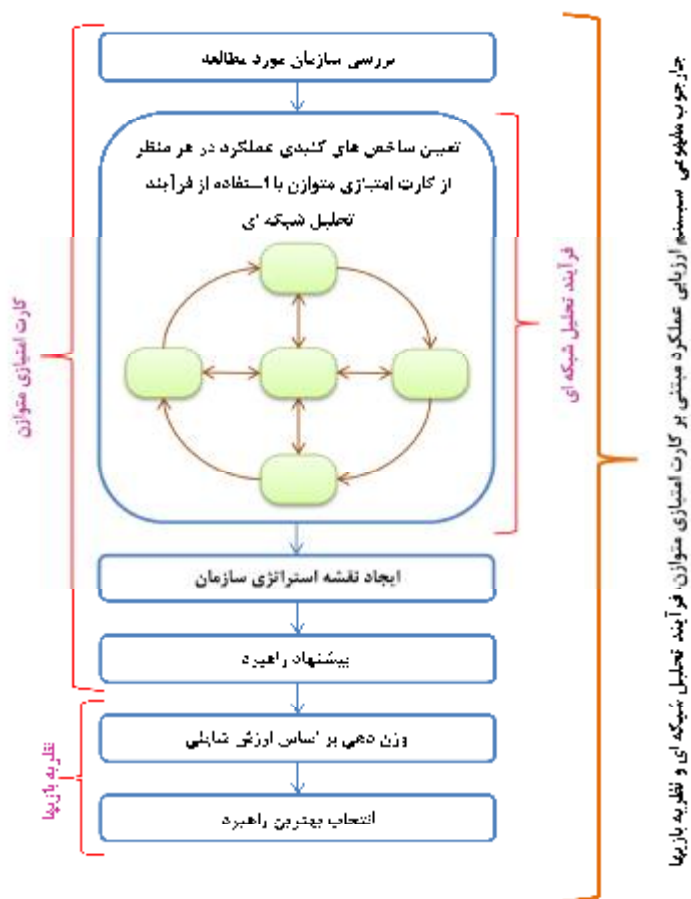 بررسی سازمان مورد مطالعه
تعیین شاخص های کلیدی عملکرد در هر منظر
از کارت امتیازی متوازن با استفاده از فرآیند
تحلیل شبکه ای
ایجاد نقشه استراتژی سازمان
پیشنهاد راهبرد
وزن دهی بر اساس ارزش شاپلی
انتخاب بهترین راهبرد
فرآیند تحلیل شبکه ای
کارت امتیازی متوازن
نظریه بازیها
چارچوب مفهومی سیستم ارزیابی عملکرد مبتنی بر کارت امتیازی متوازن، فرآیند تحلیل شبکه ای و نظریه بازیها